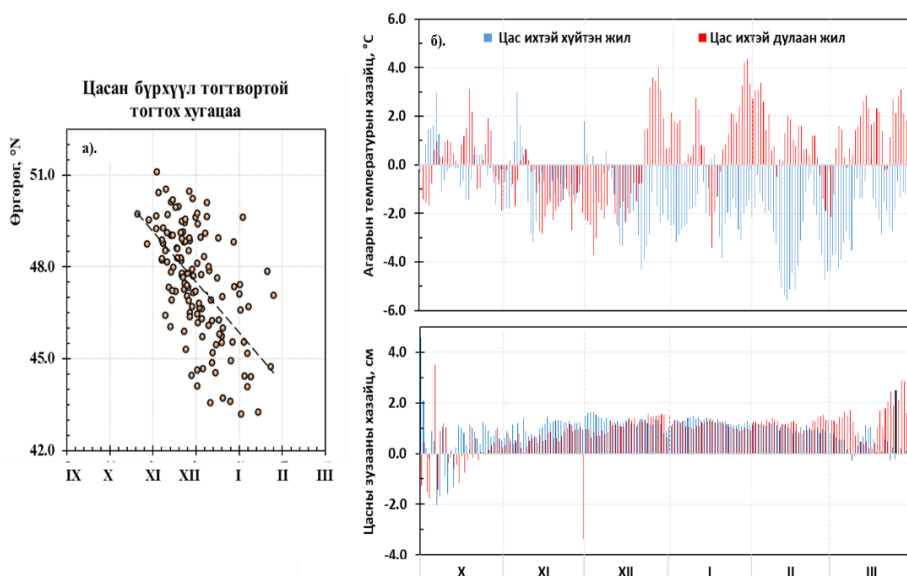 Цасан бүрхүүл тогтвортой
тогтох хугацаа
а).
Өргөрөг, °N
51.0
48.0
45.0
42.0
IX X XI XII I II III
б).
Цас ихтэй хүйтэн жил
Цас ихтэй дулаан жил
Агаарын температурын хазайц, °C
6.0
4.0
2.0
0.0
-2.0
-4.0
-6.0
Цасны зузааны хазайц, см
4.0
2.0
0.0
-2.0
-4.0
X XI XII I II III